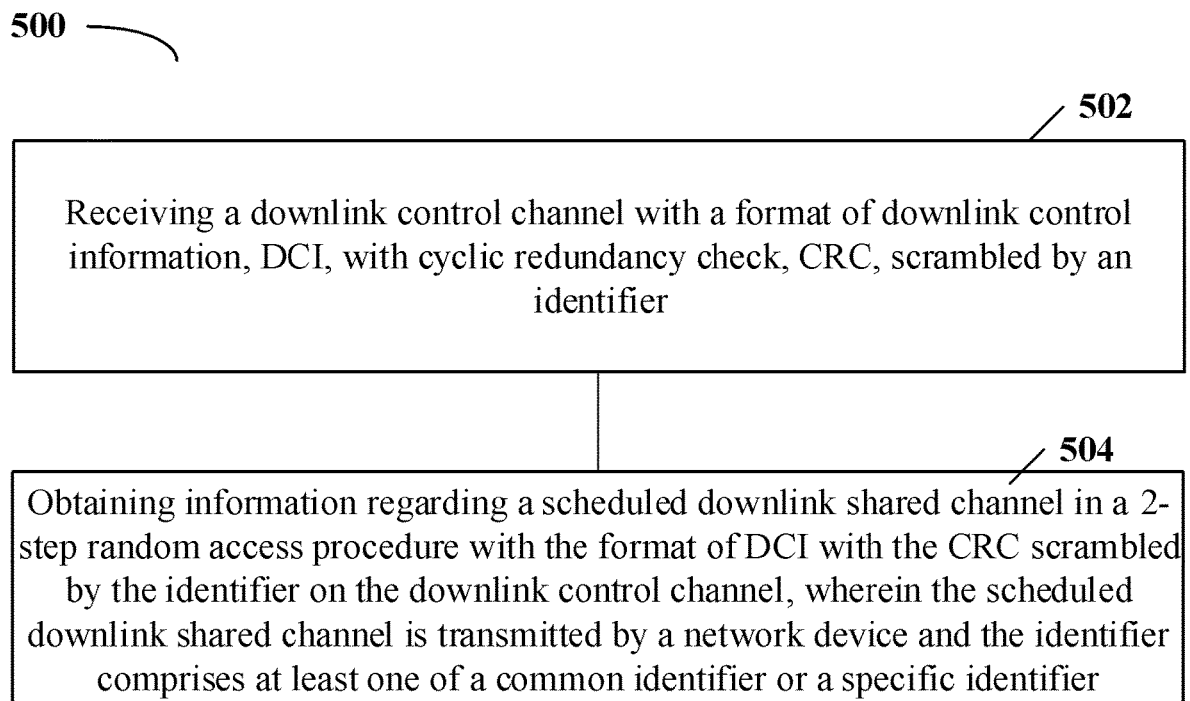 500
502
Receiving a downlink control channel with a format of downlink control
information, DCI, with cyclic redundancy check, CRC, scrambled by an
identifier
504
Obtaining information regarding a scheduled downlink shared channel in a 2-
step random access procedure with the format of DCI with the CRC scrambled
by the identifier on the downlink control channel, wherein the scheduled
downlink shared channel is transmitted by a network device and the identifier
comprises at least one of a common identifier or a specific identifier